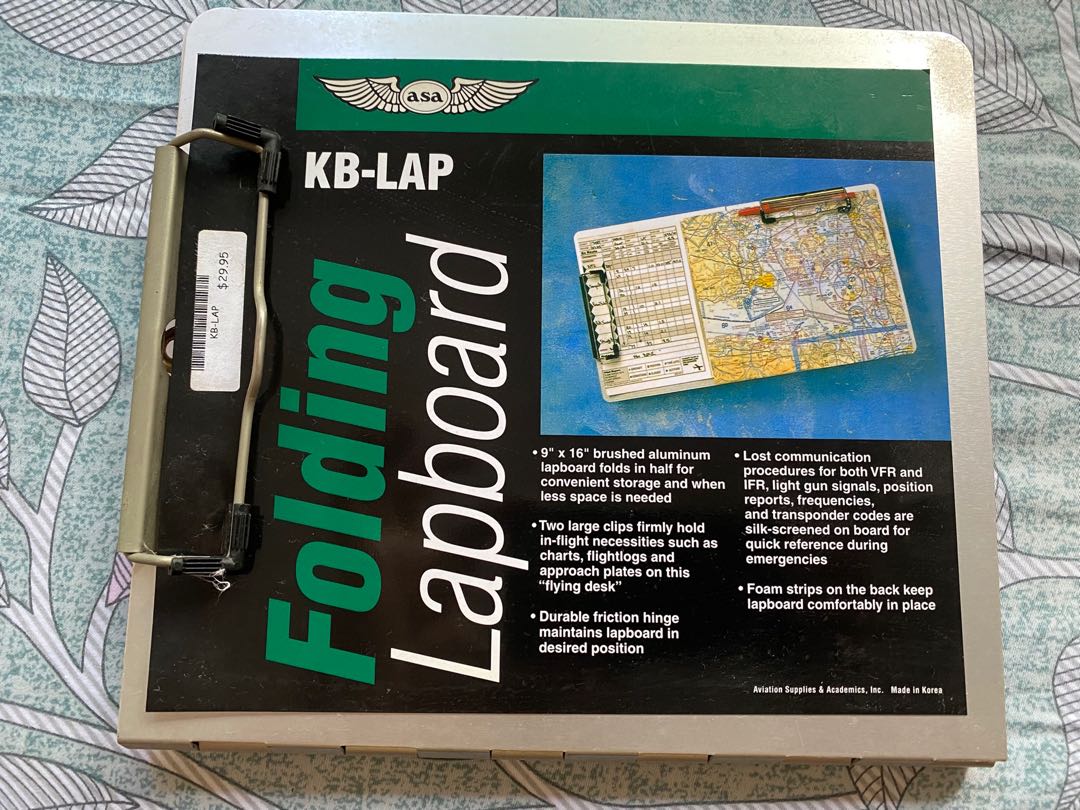 asa
KB-LAP
Folding
Lapboard
KB-LAP $29.95
• 9" x 16" brushed aluminum
lapboard folds in half for
convenient storage and when
less space is needed
• Two large clips firmly hold
in-flight necessities such as
charts, flightlogs and
approach plates on this
"flying desk"
• Durable friction hinge
maintains lapboard in
desired position
• Lost communication
procedures for both VFR and
IFR, light gun signals, position
reports, frequencies,
and transponder codes are
silk-screened on board for
quick reference during
emergencies
• Foam strips on the back keep
lapboard comfortably in place
Aviation Supplies & Academics, Inc. Made in Korea